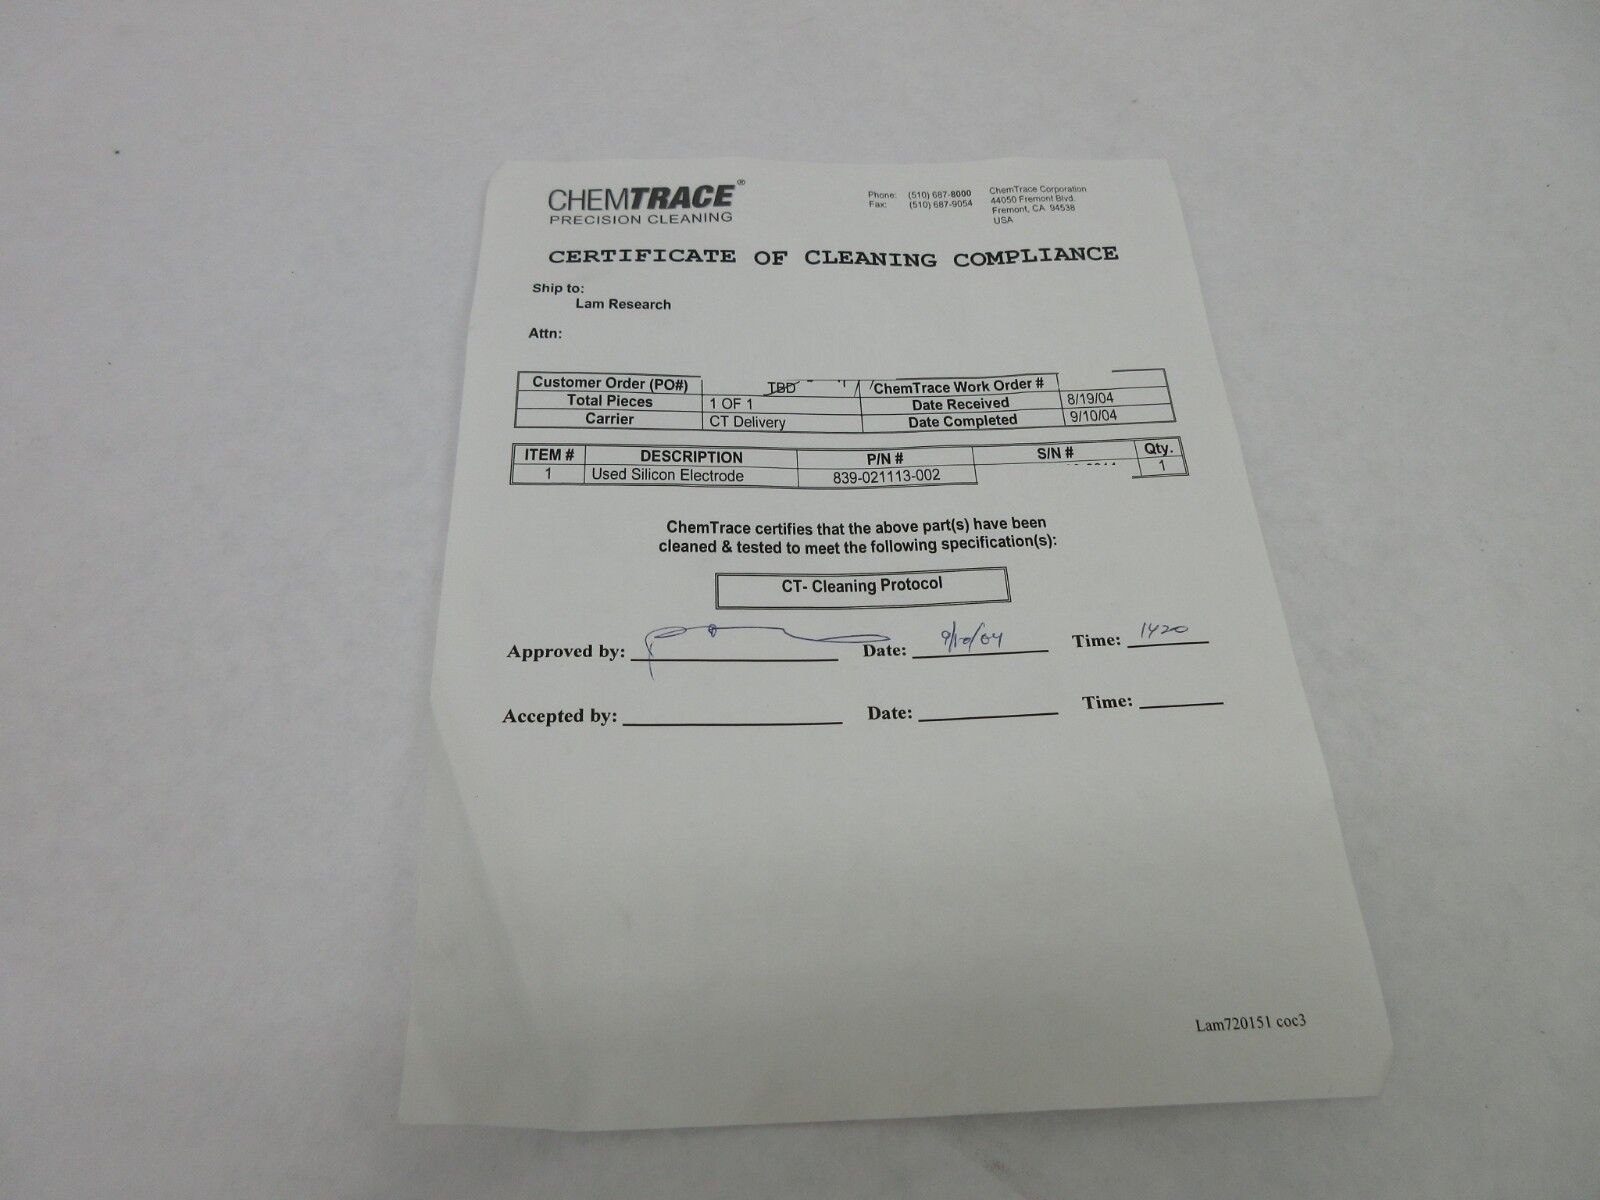 CHEMTRACE®
PRECISION CLEANING
Phone: (510) 687-8000
Fax: (510) 687-9054
ChemTrace Corporation
44050 Fremont Blvd.
Fremont, CA 94538
USA
CERTIFICATE OF CLEANING COMPLIANCE
Ship to:
Lam Research
Attn:
Customer Order (PO#) TBD ChemTrace Work Order #
Total Pieces 1 OF 1 Date Received 8/19/04
Carrier CT Delivery Date Completed 9/10/04
ITEM # DESCRIPTION P/N # S/N # Qty.
1 Used Silicon Electrode 839-021113-002 1
ChemTrace certifies that the above part(s) have been
cleaned & tested to meet the following specification(s):
CT- Cleaning Protocol
Approved by: Date: 9/10/04 Time: 1420
Accepted by: Date: Time:
Lam720151 coc3